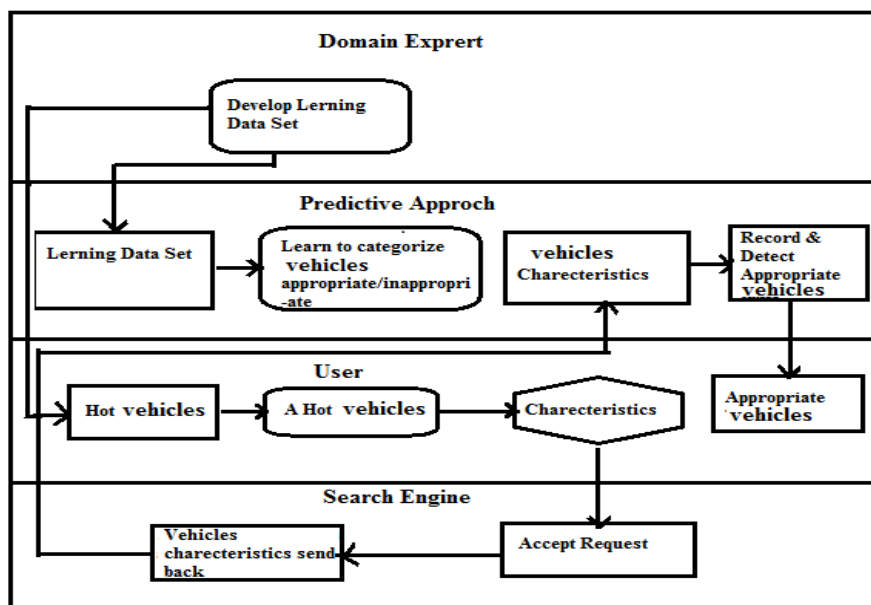 Domain Exprert
Develop Lerning
Data Set
Predictive Approch
Lerning Data Set
Learn to categorize
vehicles
appropriate/inappropri
-ate
vehicles
Charecteristics
Record &
Detect
Appropriate
vehicles
User
Hot vehicles
A Hot vehicles
Charecteristics
Appropriate
vehicles
Search Engine
Vehicles
charecteristics send
back
Accept Request